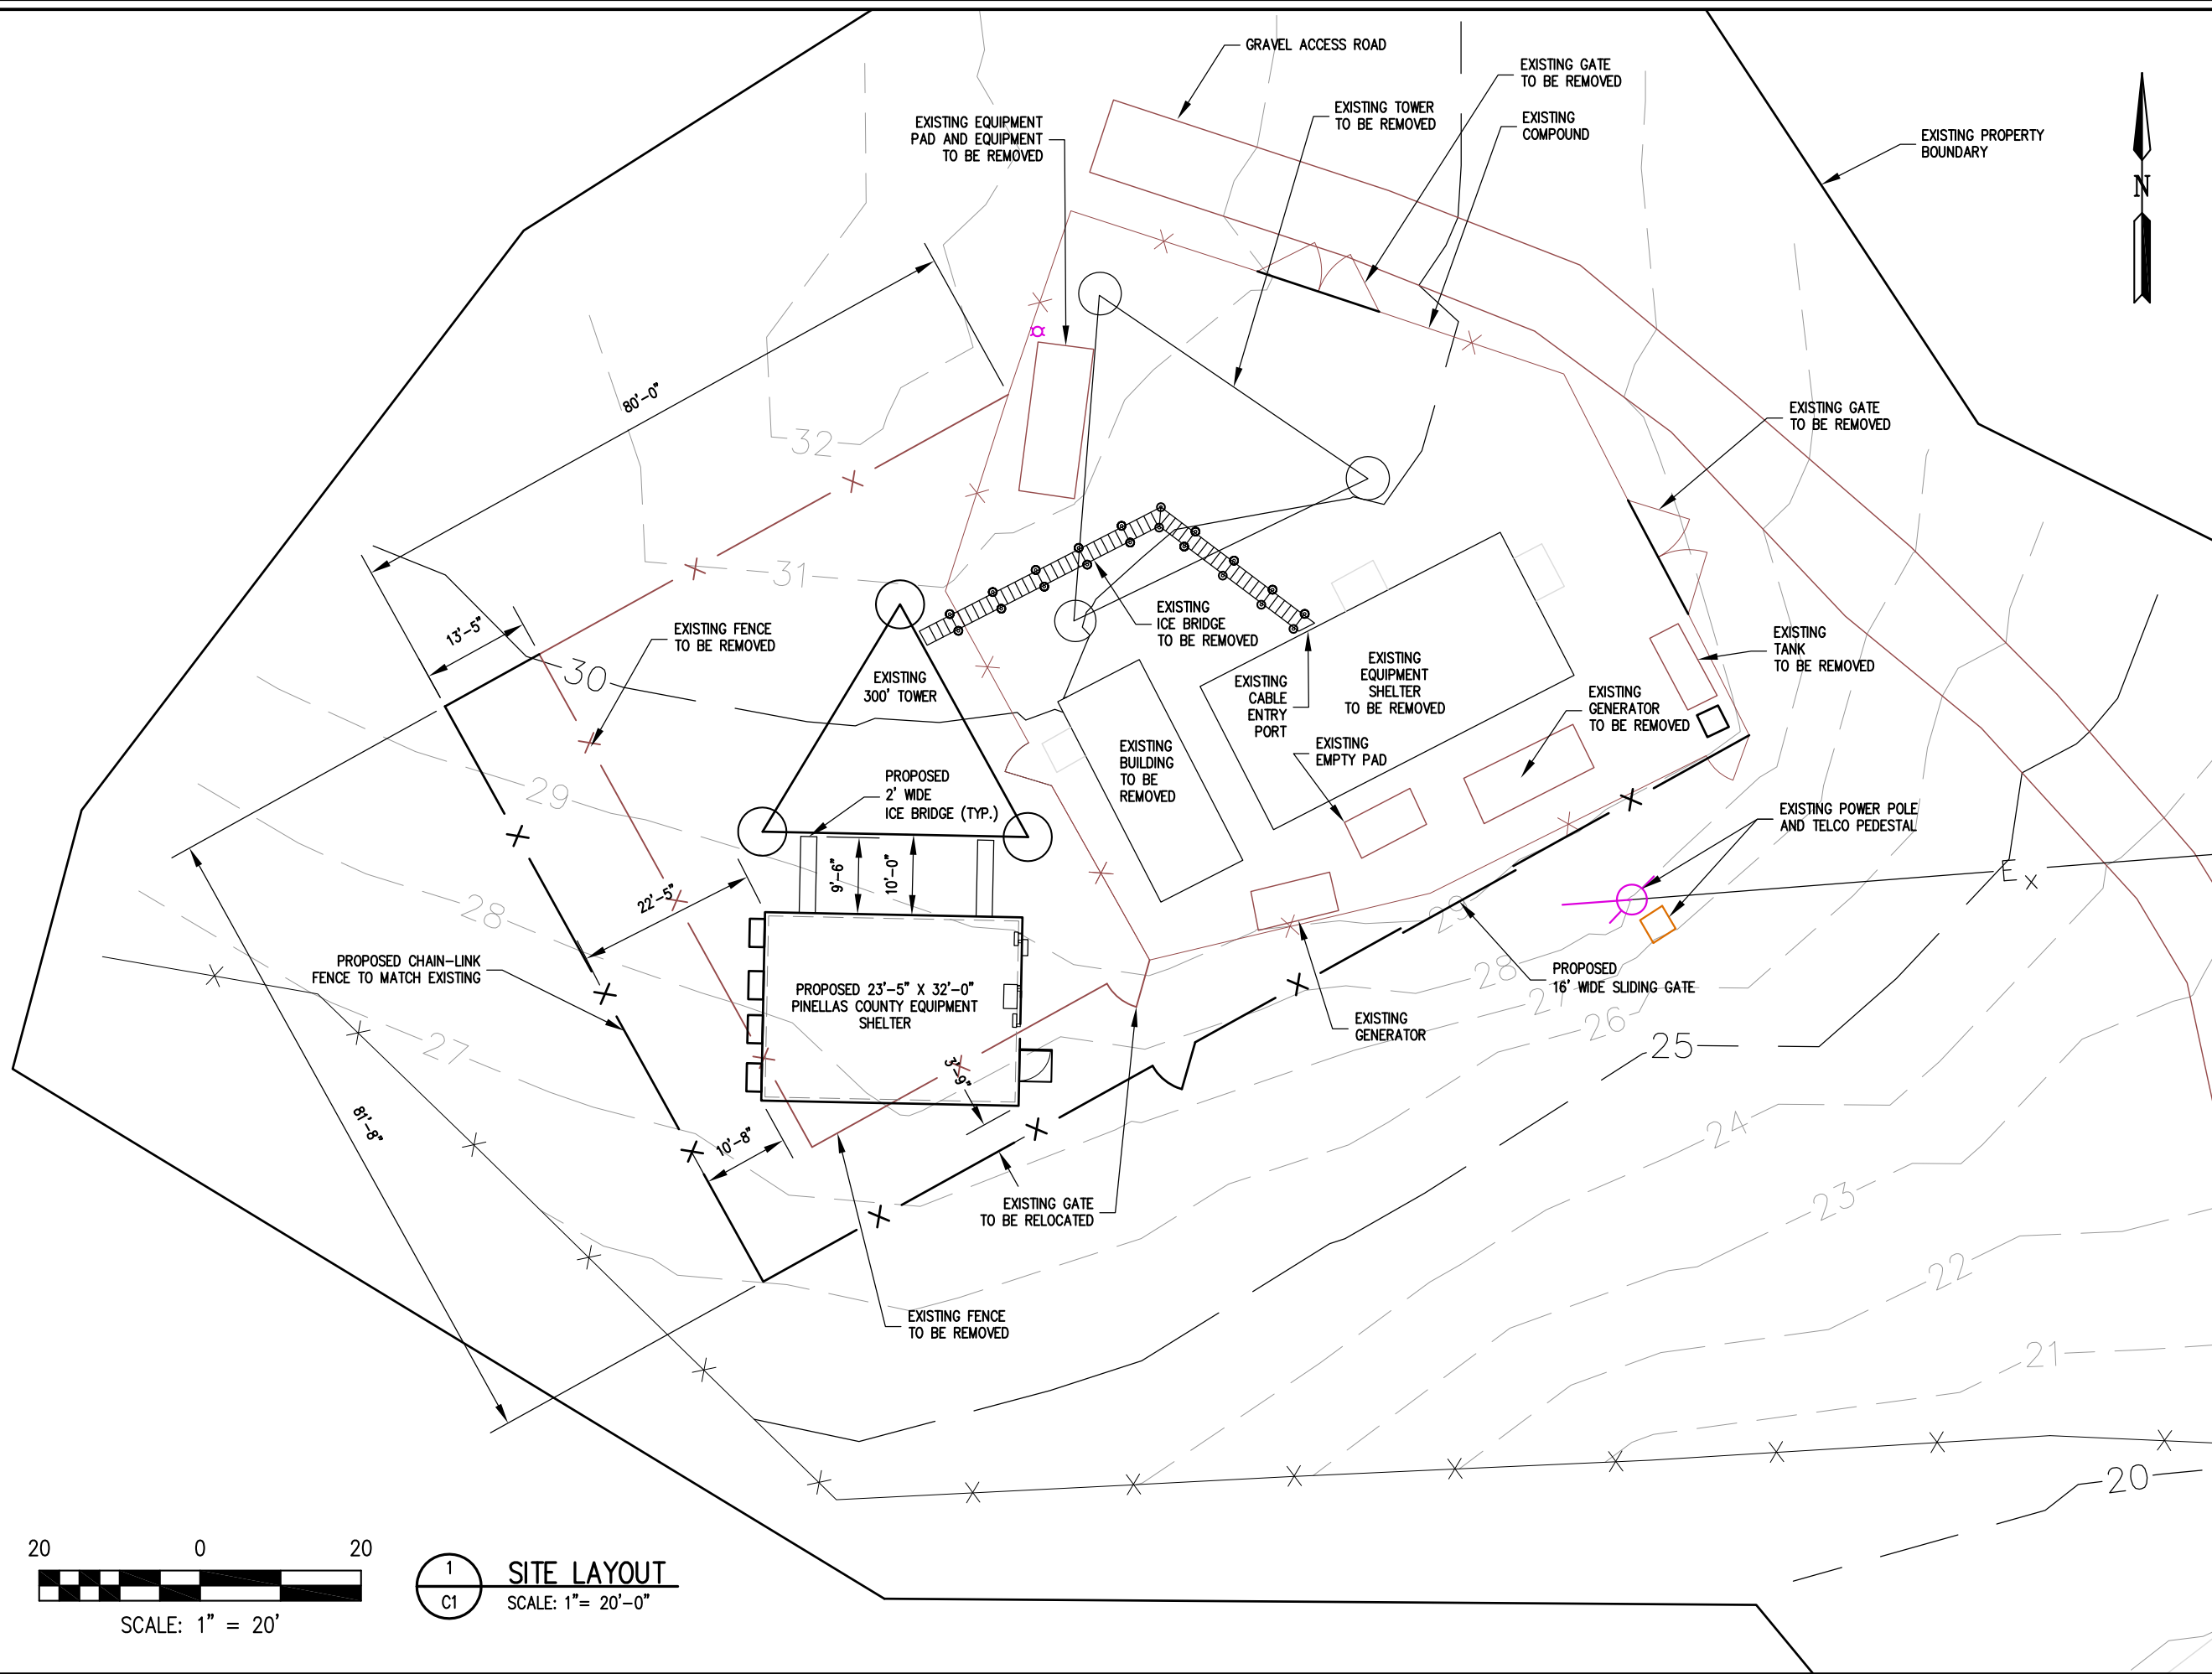 GRAVEL ACCESS ROAD
EXISTING GATE
TO BE REMOVED
EXISTING TOWER
TO BE REMOVED
EXISTING
COMPOUND
EXISTING EQUIPMENT
PAD AND EQUIPMENT
TO BE REMOVED
EXISTING PROPERTY
BOUNDARY
N
80'-0"
32
EXISTING GATE
TO BE REMOVED
31
13'-5"
EXISTING FENCE
TO BE REMOVED
30
EXISTING
300' TOWER
EXISTING
ICE BRIDGE
TO BE REMOVED
EXISTING
CABLE
ENTRY
PORT
EXISTING
EQUIPMENT
SHELTER
TO BE REMOVED
EXISTING
TANK
TO BE REMOVED
EXISTING
GENERATOR
TO BE REMOVED
EXISTING
EMPTY PAD
EXISTING
BUILDING
TO BE
REMOVED
29
PROPOSED
2' WIDE
ICE BRIDGE (TYP.)
9'-6"
10'-0"
EXISTING POWER POLE
AND TELCO PEDESTAL
E
X
28
22'-5"
29
PROPOSED CHAIN-LINK
FENCE TO MATCH EXISTING
PROPOSED 23'-5" X 32'-0"
PINELLAS COUNTY EQUIPMENT
SHELTER
28
27
26
25
PROPOSED
16' WIDE SLIDING GATE
EXISTING
GENERATOR
27
3'-9"
81'-8"
10'-8"
24
23
22
21
20
EXISTING GATE
TO BE RELOCATED
EXISTING FENCE
TO BE REMOVED
20 0 20
SCALE: 1" = 20'
1
C1
SITE LAYOUT
SCALE: 1"= 20'-0"